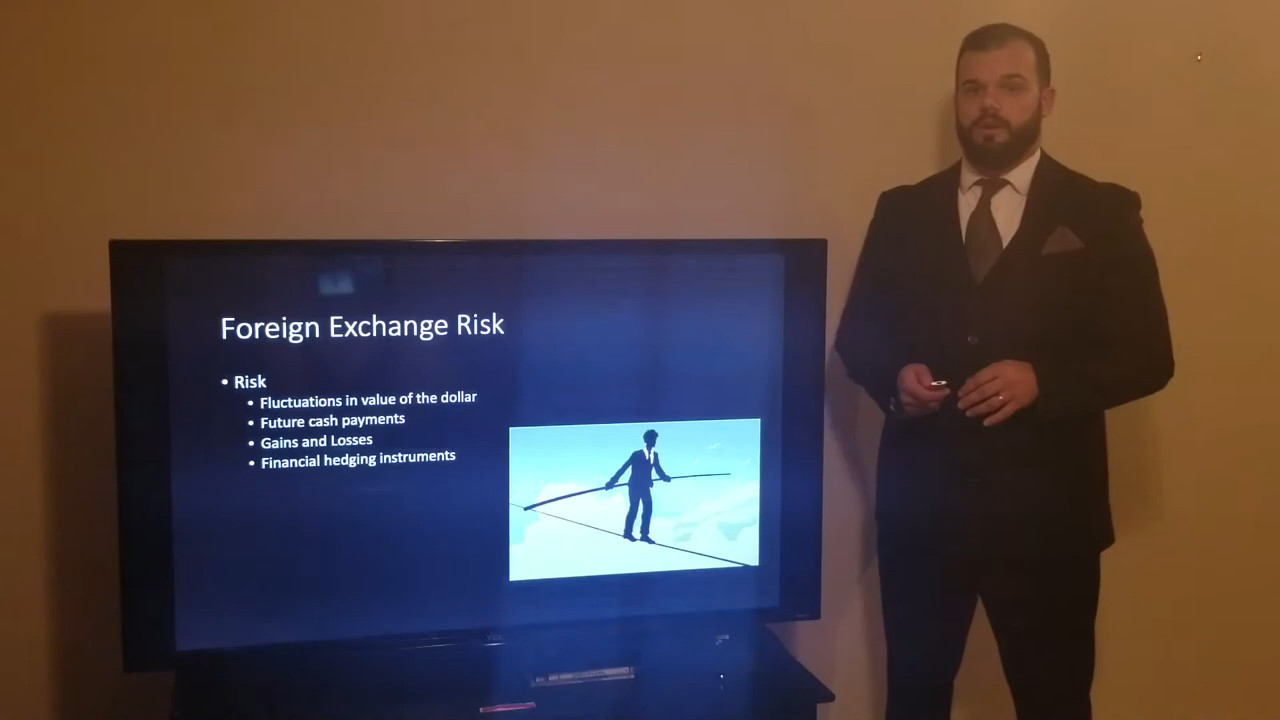 Foreign Exchange Risk
• Risk
• Fluctuations in value of the dollar
• Future cash payments
• Gains and Losses
• Financial hedging instruments
TCL